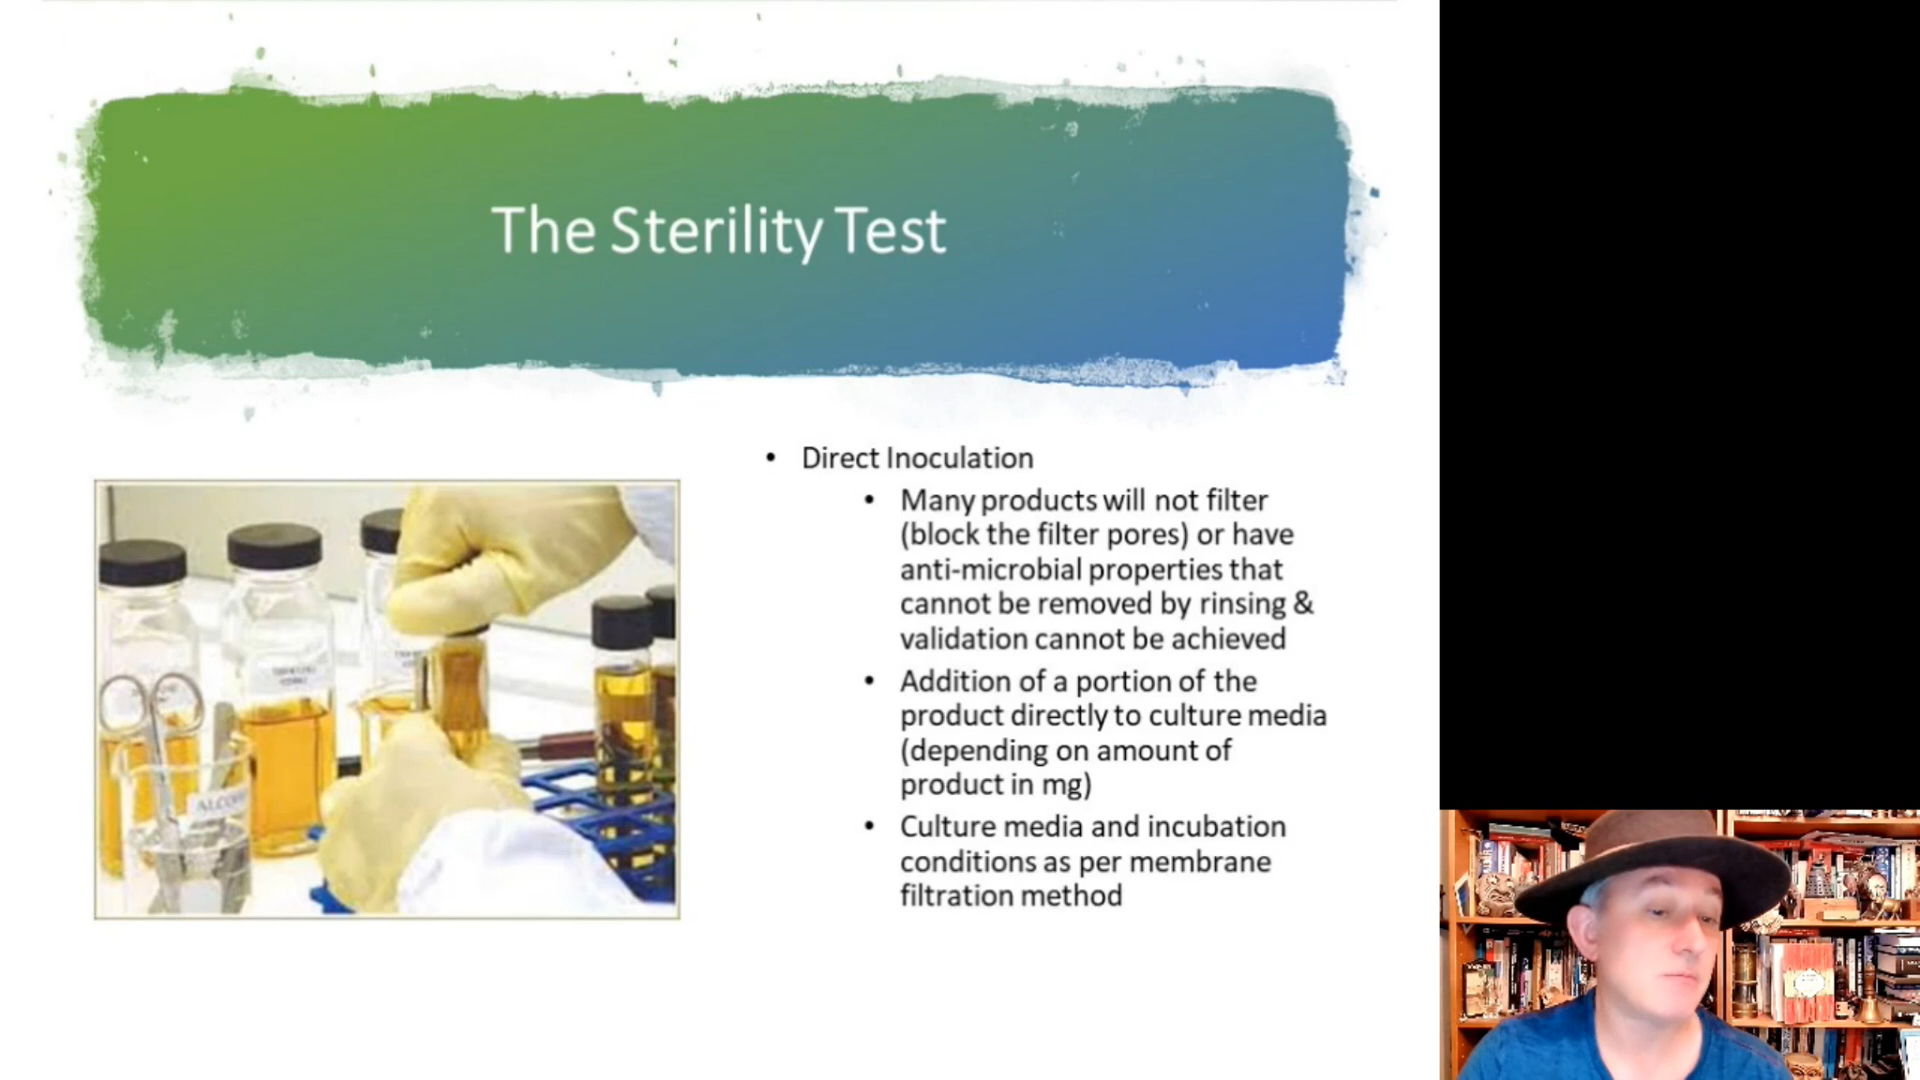 The Sterility Test
• Direct Inoculation
• Many products will not filter
(block the filter pores) or have
anti-microbial properties that
cannot be removed by rinsing &
validation cannot be achieved
• Addition of a portion of the
product directly to culture media
(depending on amount of
product in mg)
• Culture media and incubation
conditions as per membrane
filtration method